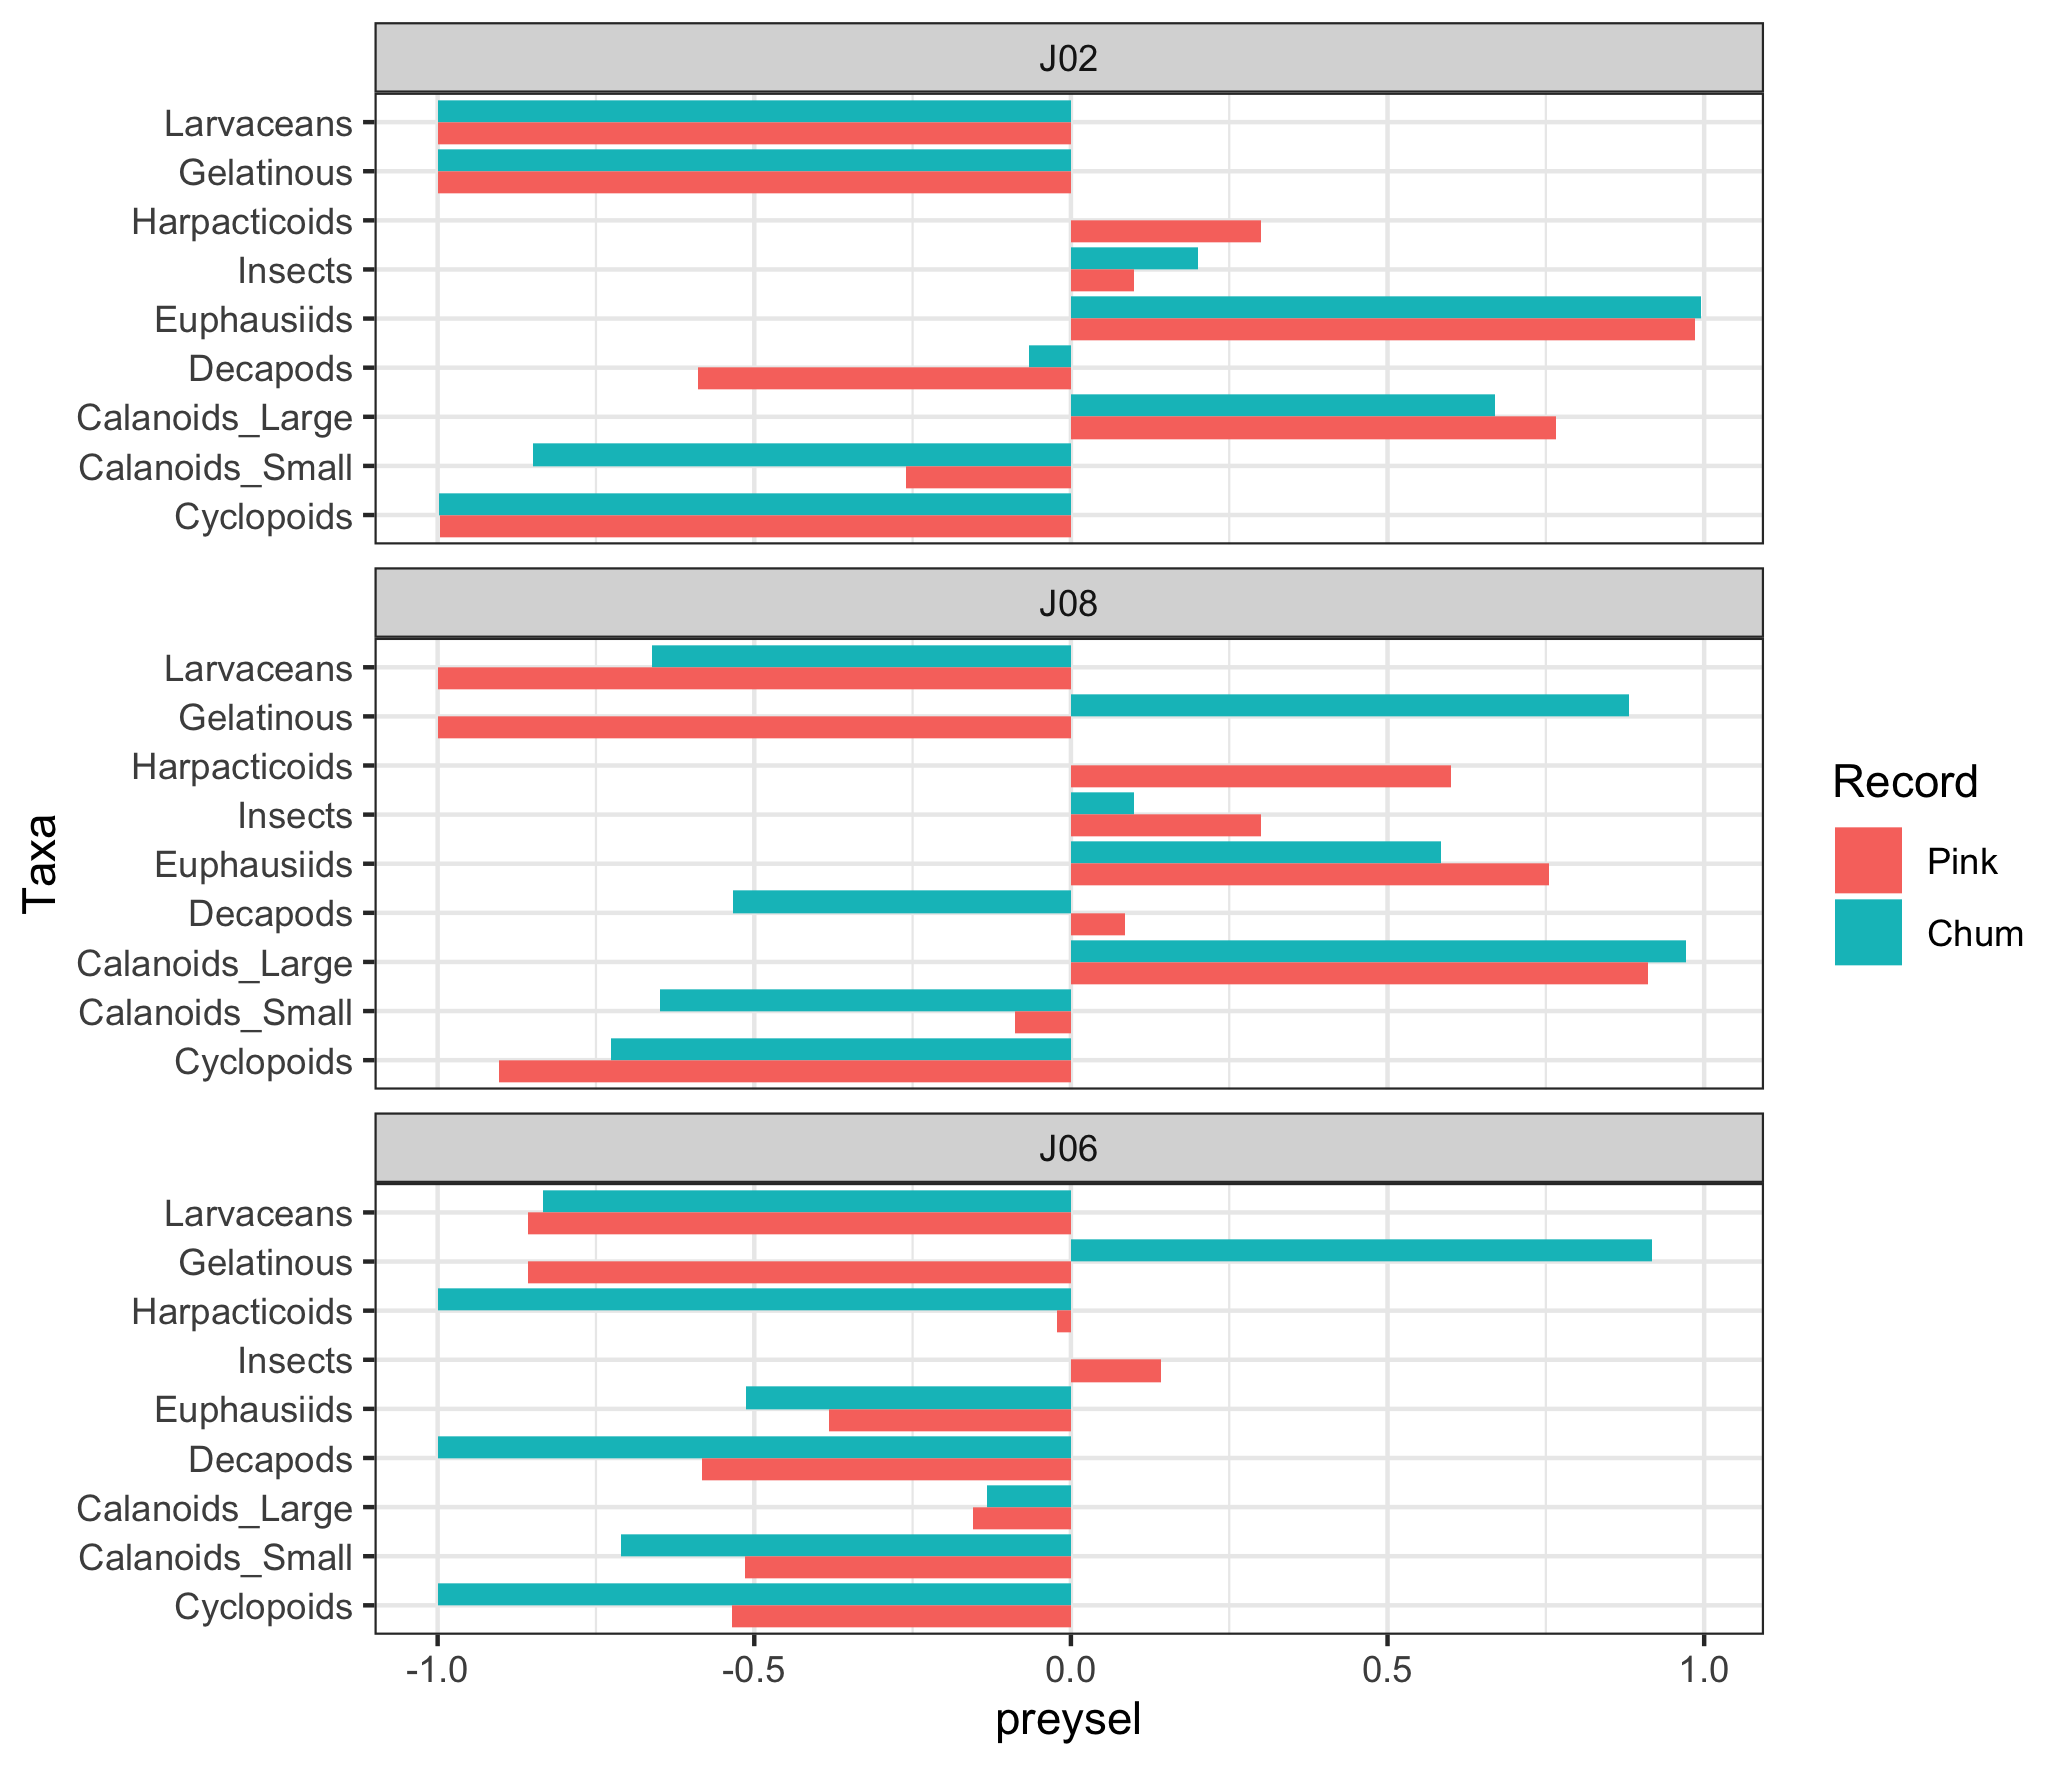 J02
Larvaceans
Gelatinous
Harpacticoids
Insects
Euphausiids
Decapods
Calanoids_Large
Calanoids_Small
Cyclopoids
J08
Larvaceans
Gelatinous
Harpacticoids
Insects
Euphausiids
Decapods
Calanoids_Large
Calanoids_Small
Cyclopoids
J06
Larvaceans
Gelatinous
Harpacticoids
Insects
Euphausiids
Decapods
Calanoids_Large
Calanoids_Small
Cyclopoids
-1.0
-0.5
0.0
0.5
1.0
preysel
Taxa
Record
Pink
Chum